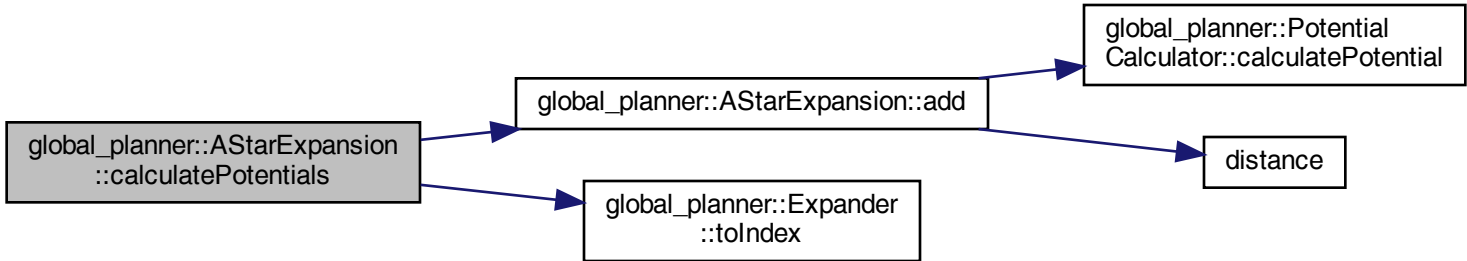 global_planner::AStarExpansion
::calculatePotentials
global_planner::AStarExpansion::add
global_planner::Expander
::toIndex
global_planner::Potential
Calculator::calculatePotential
distance